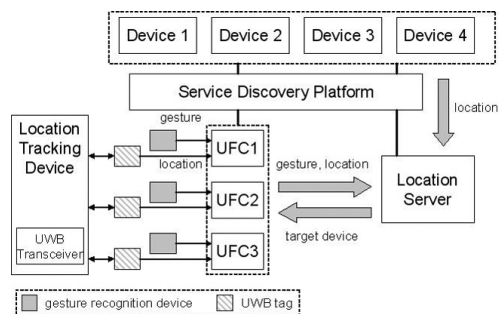 Device 1
Device 2
Device 3
Device 4
Service Discovery Platform
location
gesture
Location
Tracking
Device
UFC1
location
gesture, location
UFC2
Location
Server
target device
UWB
Transceiver
UFC3
gesture recognition device
UWB tag